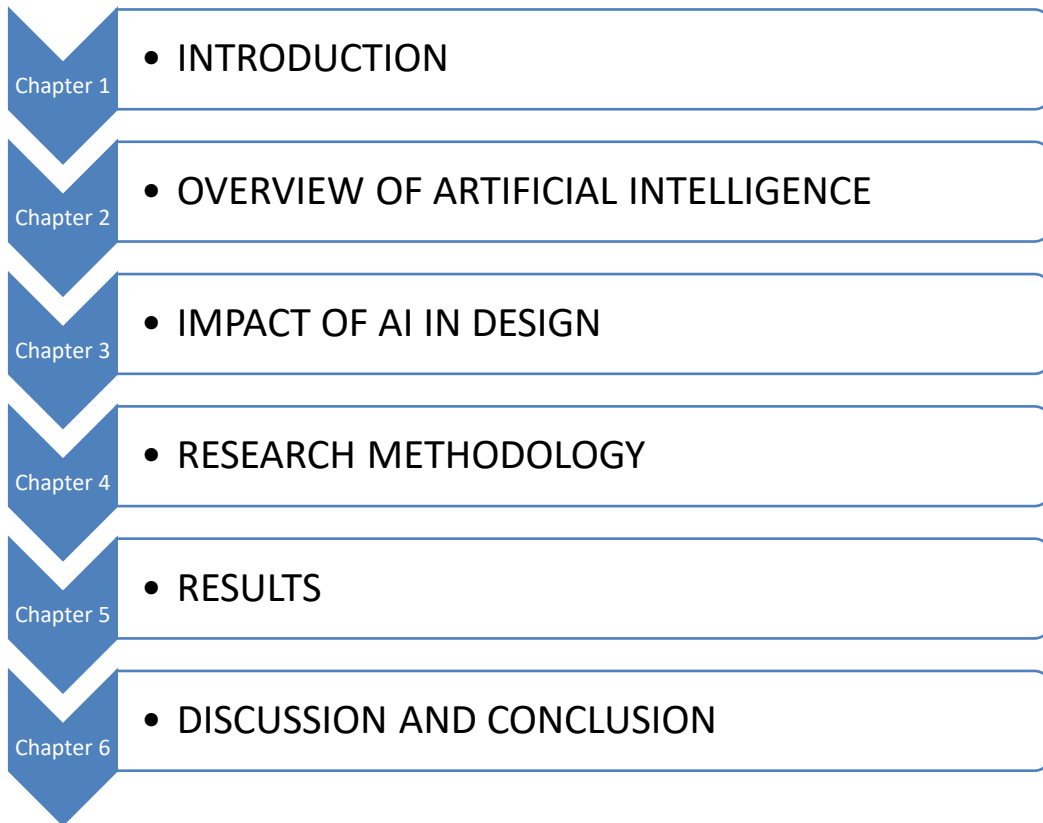 Chapter 1
• INTRODUCTION
Chapter 2
• OVERVIEW OF ARTIFICIAL INTELLIGENCE
Chapter 3
• IMPACT OF AI IN DESIGN
Chapter 4
• RESEARCH METHODOLOGY
Chapter 5
• RESULTS
Chapter 6
• DISCUSSION AND CONCLUSION